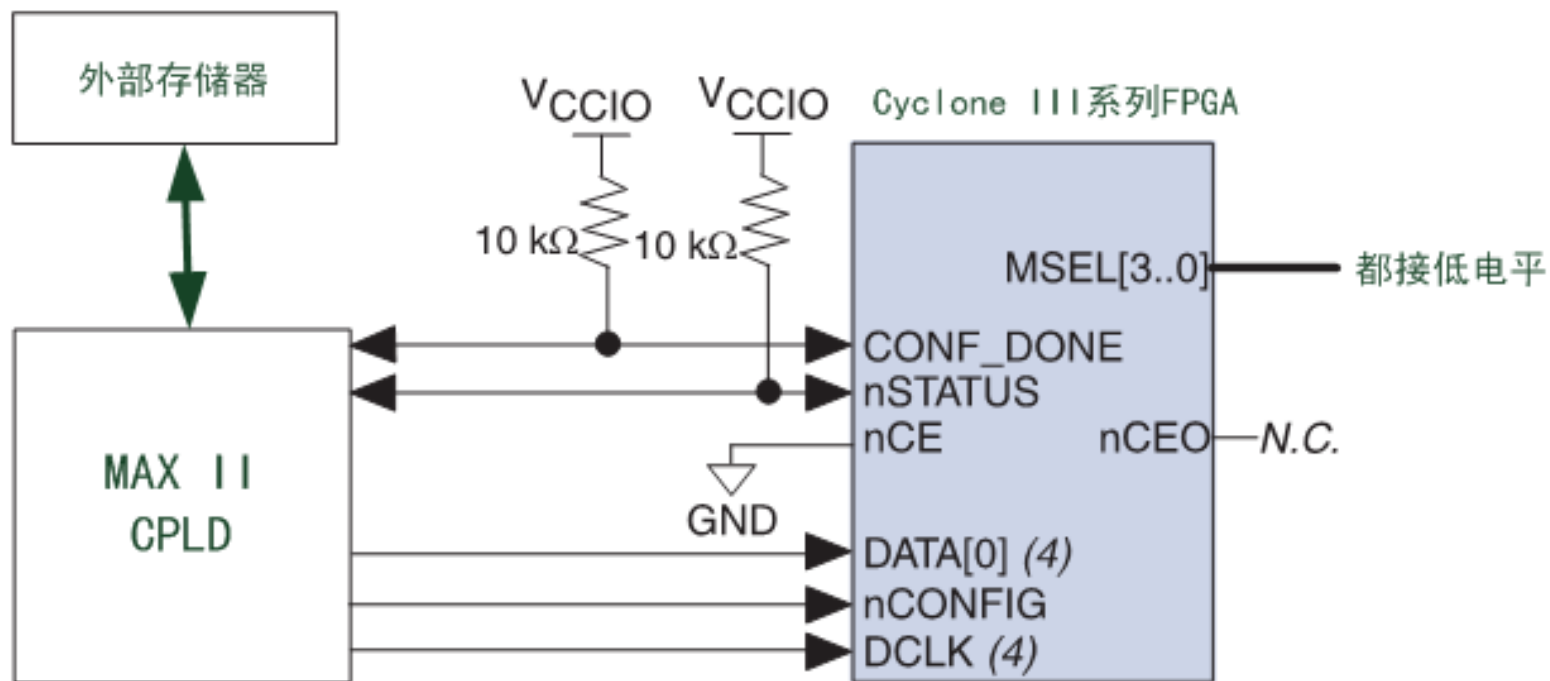 外部存储器
VCCIO
VCCIO
Cyclone III系列FPGA
10 kΩ
10 kΩ
MSEL[3..0]
都接低电平
CONF_DONE
nSTATUS
nCE
nCEO
N.C.
GND
MAX II
CPLD
DATA[0] (4)
nCONFIG
DCLK (4)